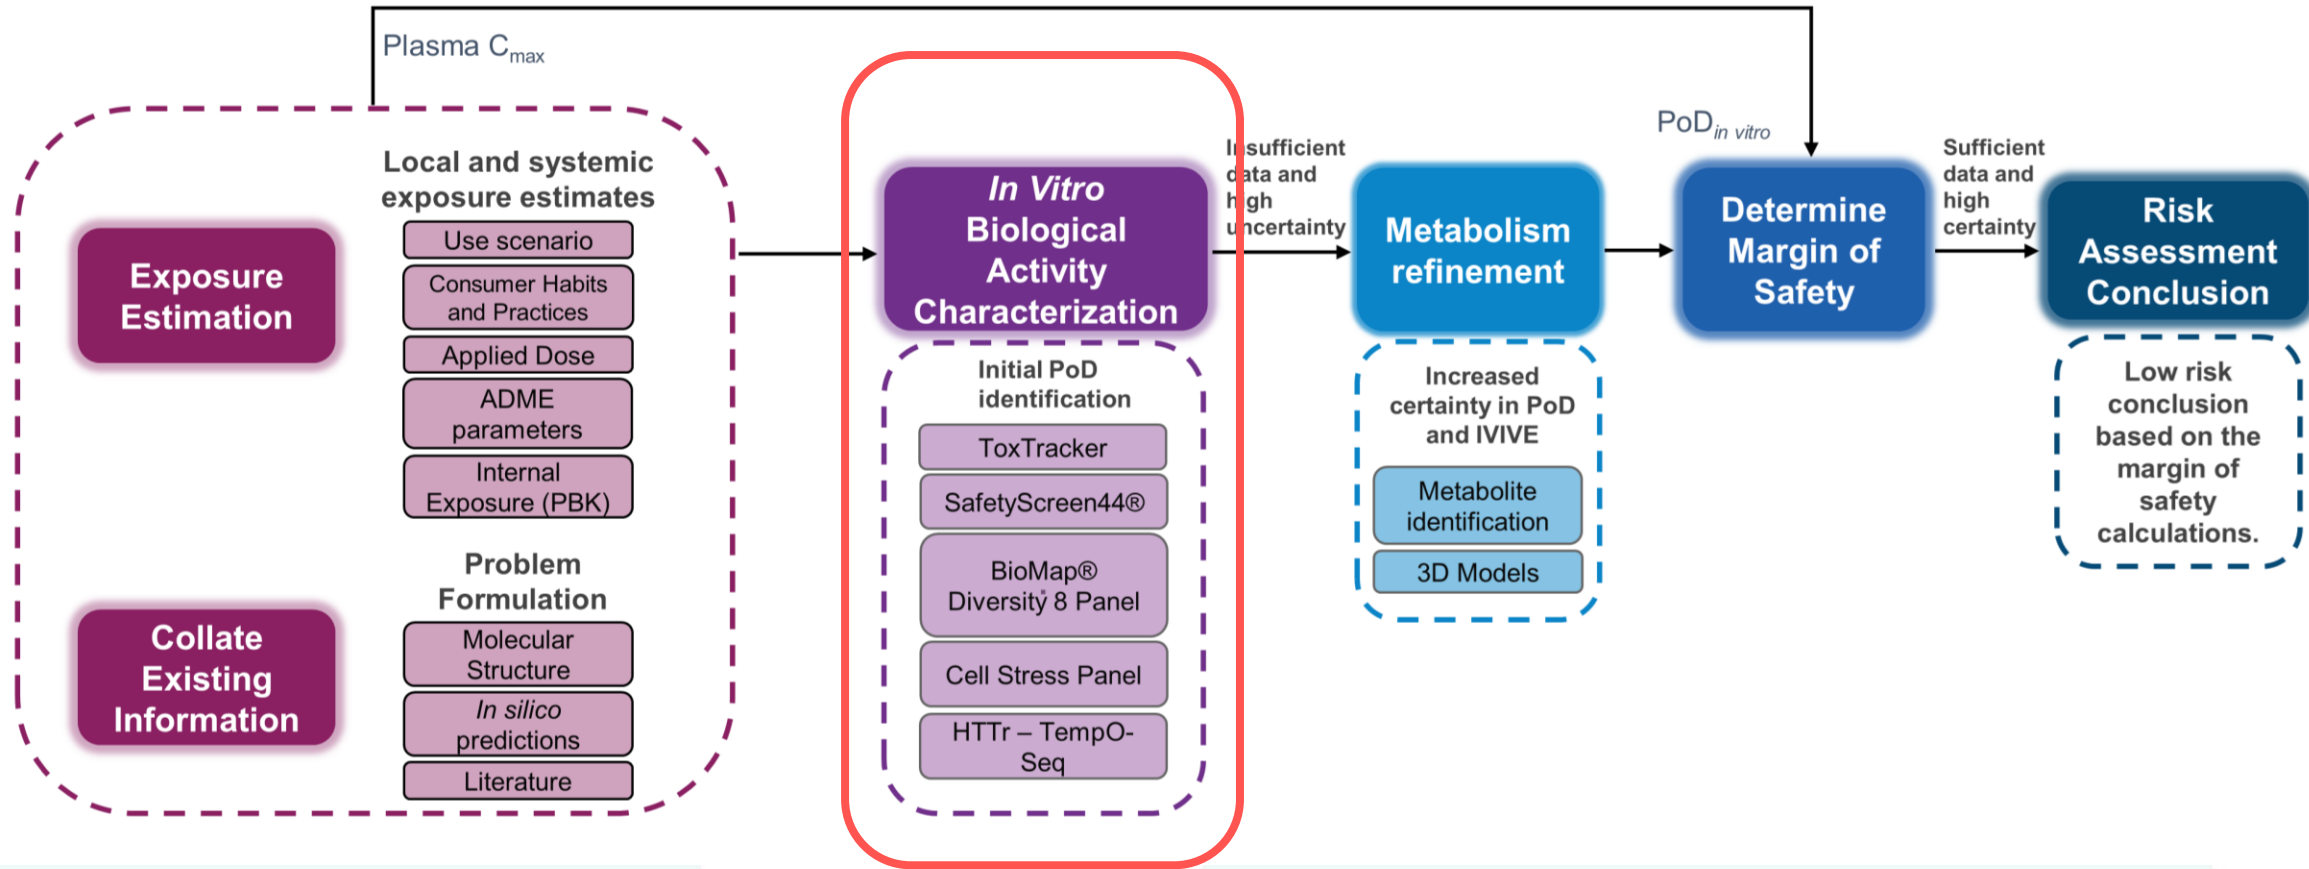 Plasma Cmax
Local and systemic
exposure estimates
Exposure
Estimation
Use scenario
Consumer Habits
and Practices
Applied Dose
ADME
parameters
Internal
Exposure (PBK)
Problem
Formulation
Collate
Existing
Information
Molecular
Structure
In silico
predictions
Literature
In Vitro
Biological
Activity
Characterization
Initial PoD
identification
ToxTracker
SafetyScreen44®
BioMap®
Diversity 8 Panel
Cell Stress Panel
HTTr – TempO-
Seq
Insufficient
data and
high
uncertainty
Metabolism
refinement
Increased
certainty in PoD
and IVIVE
Metabolite
identification
3D Models
PoDin vitro
Determine
Margin of
Safety
Sufficient
data and
high
certainty
Risk
Assessment
Conclusion
Low risk
conclusion
based on the
margin of
safety
calculations.